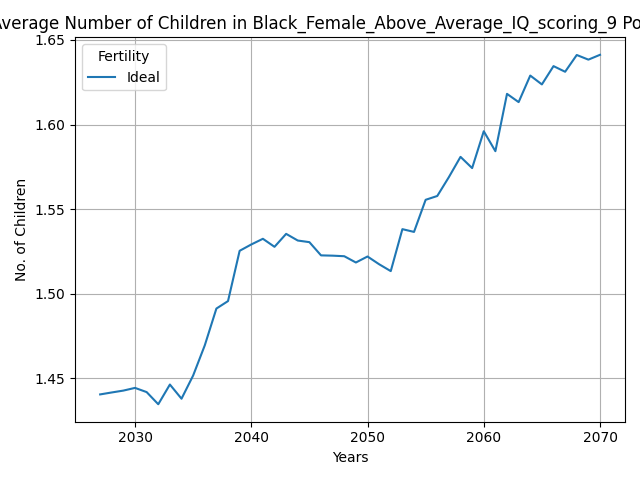 Average Number of Children in Black_Female_Above_Average_IQ_scoring_9 Po
Fertility
Ideal
No. of Children
1.65
1.60
1.55
1.50
1.45
2030 2040 2050 2060 2070
Years